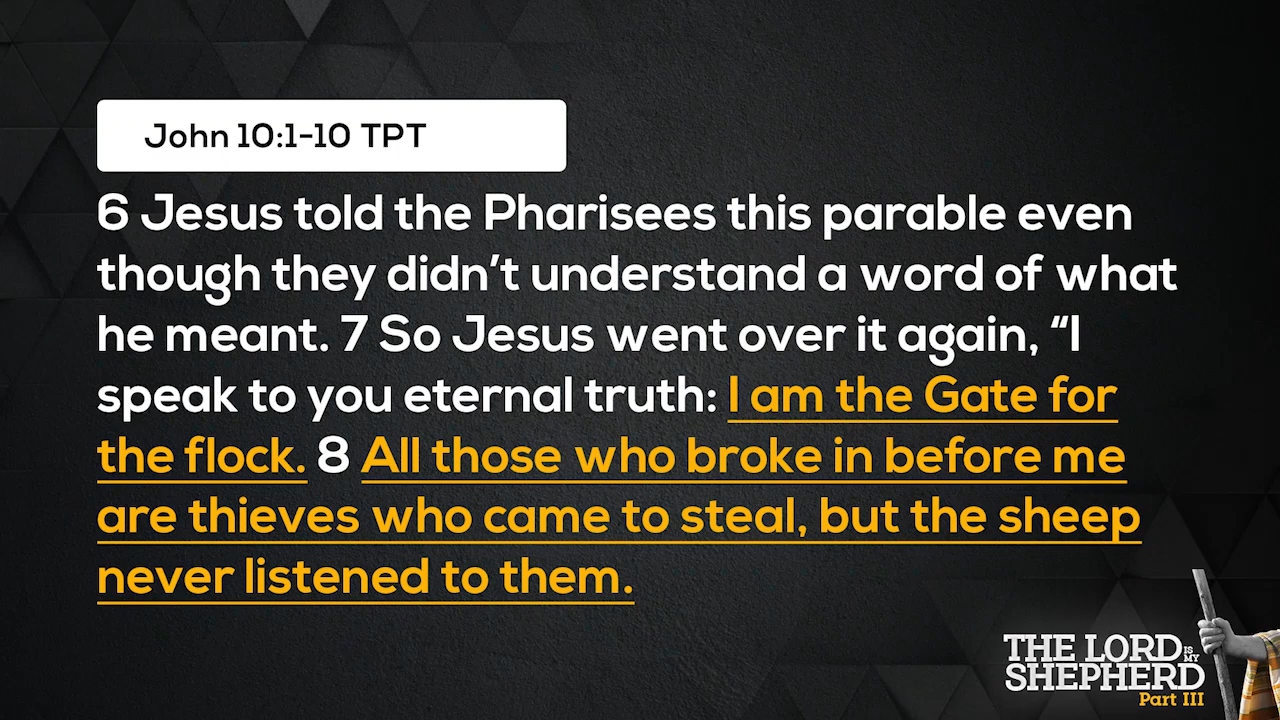 John 10:1-10 TPT
6 Jesus told the Pharisees this parable even
though they didn’t understand a word of what
he meant. 7 So Jesus went over it again, “I
speak to you eternal truth: I am the Gate for
the flock. 8 All those who broke in before me
are thieves who came to steal, but the sheep
never listened to them.
THE LORD IS MY
SHEPHERD
Part III